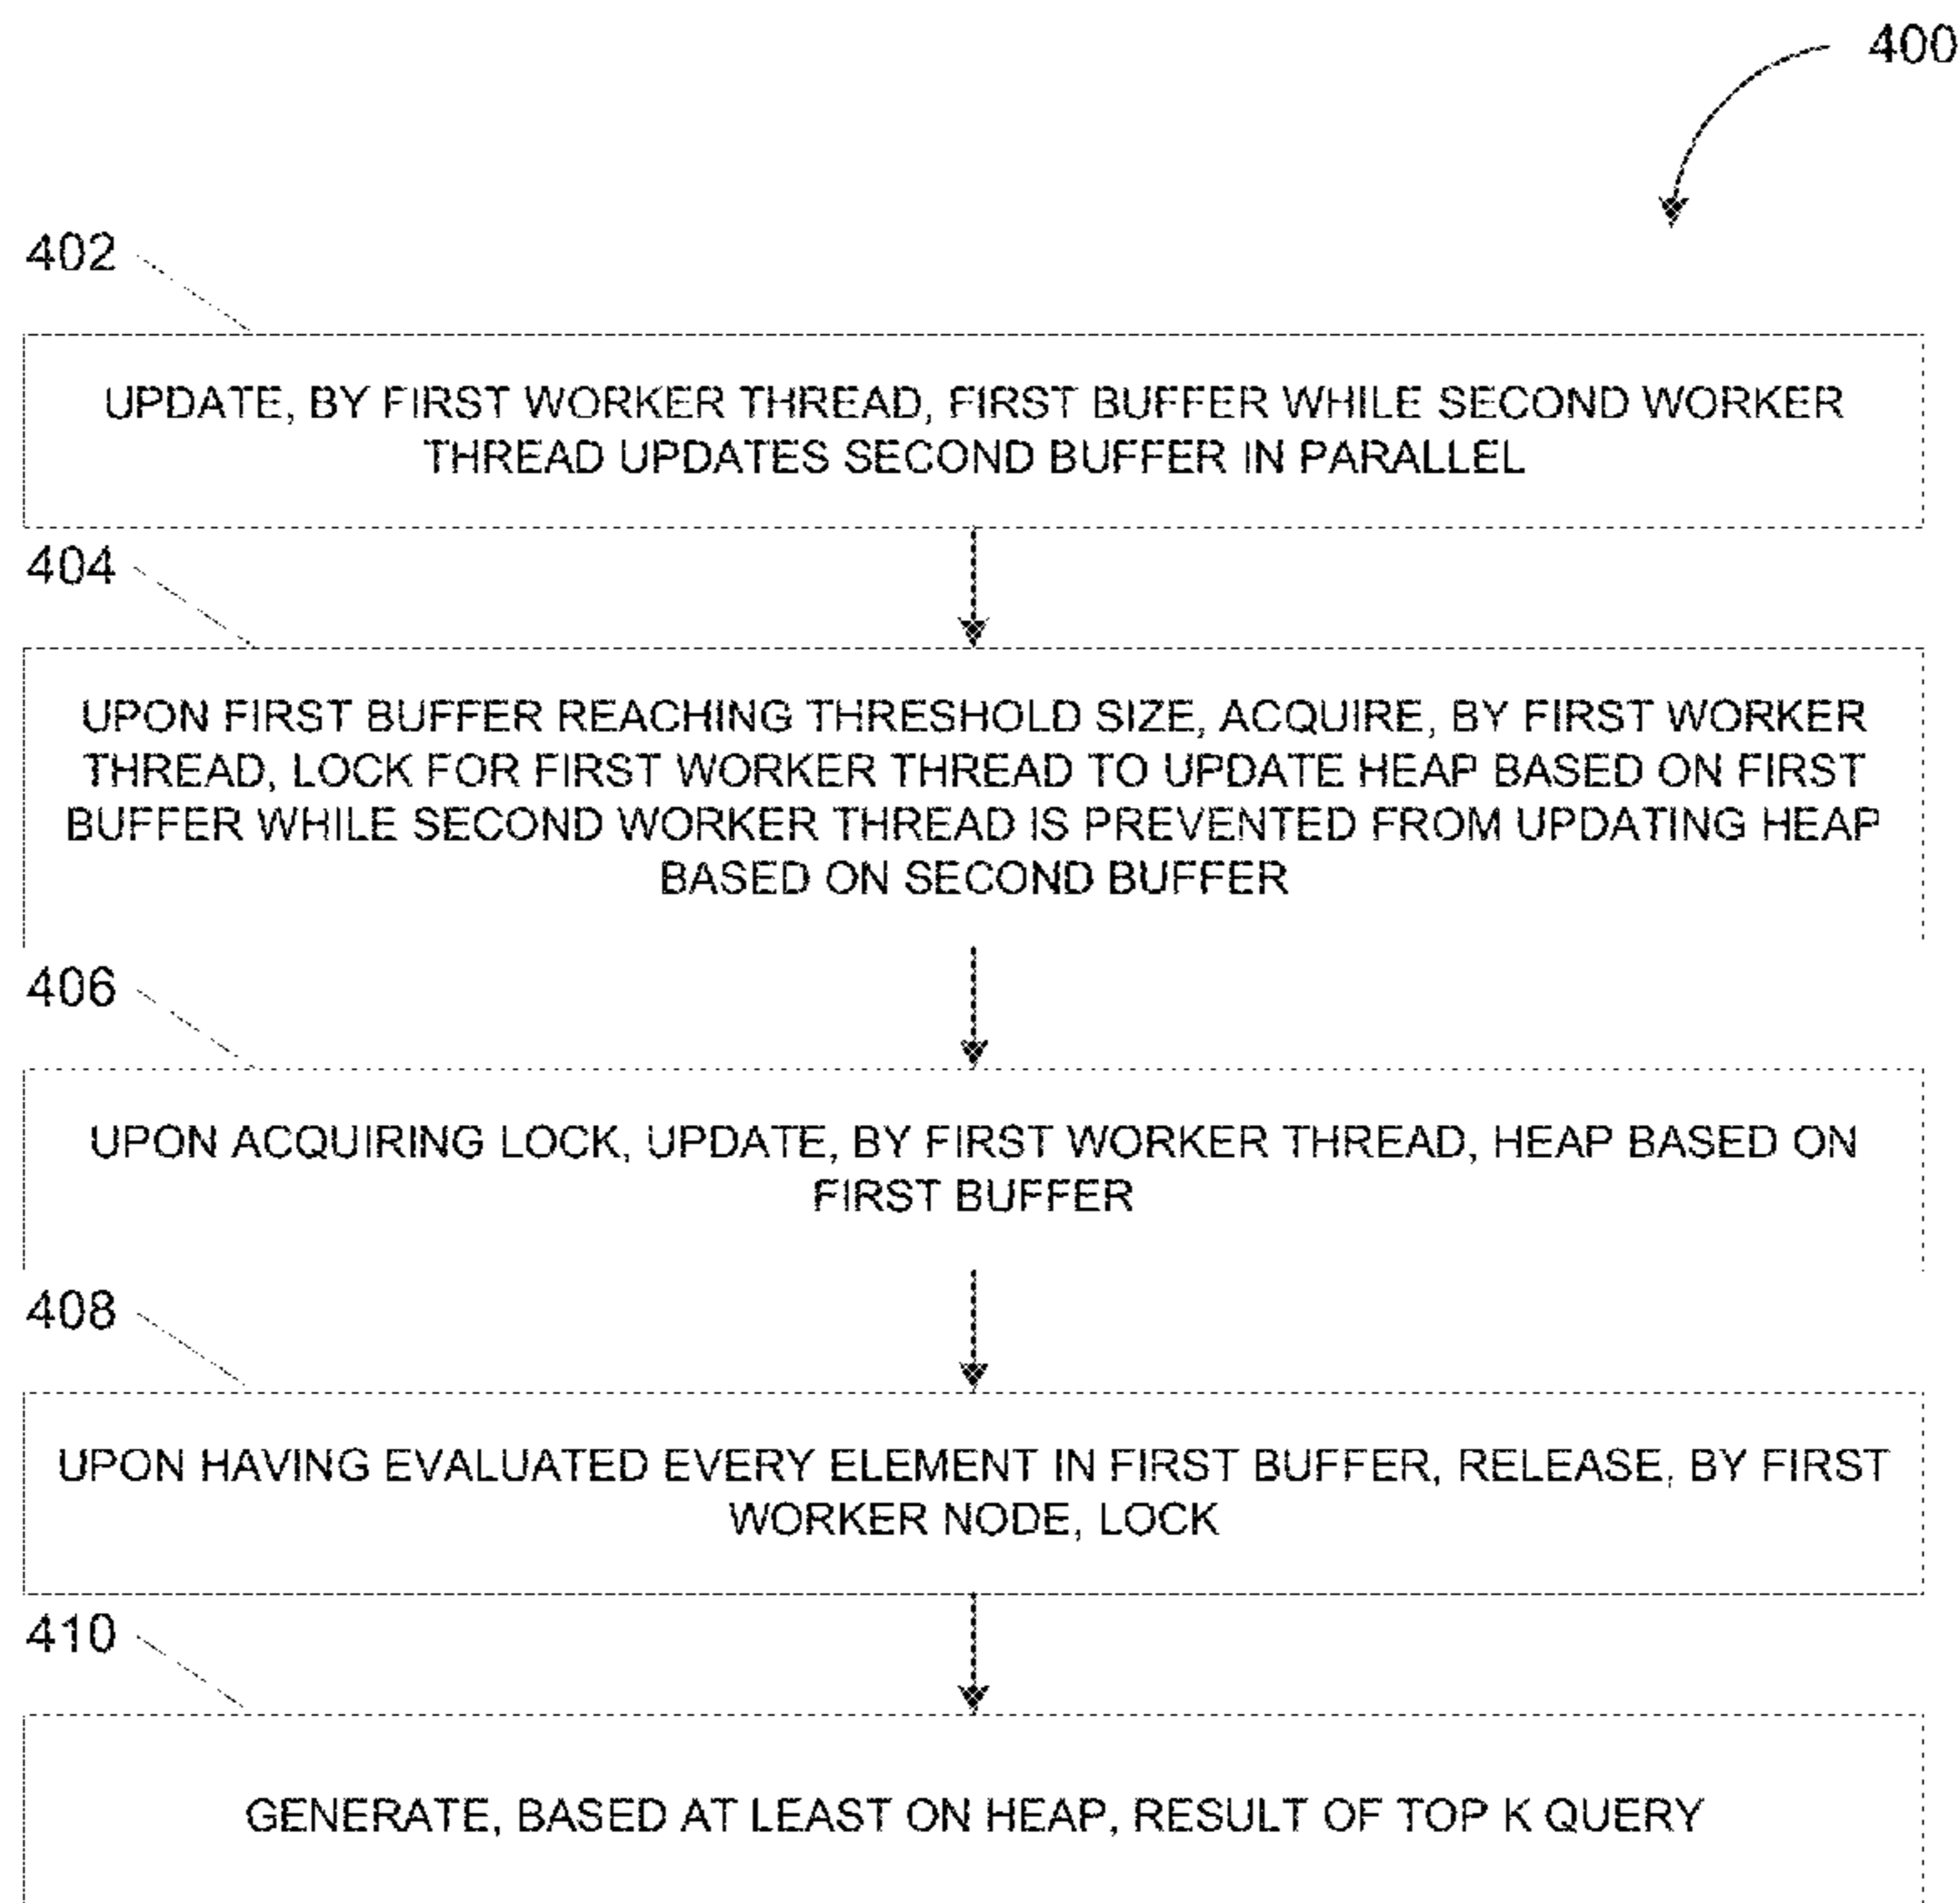 400
402
UPDATE, BY FIRST WORKER THREAD, FIRST BUFFER WHILE SECOND WORKER
THREAD UPDATES SECOND BUFFER IN PARALLEL
404
UPON FIRST BUFFER REACHING THRESHOLD SIZE, ACQUIRE, BY FIRST WORKER
THREAD, LOCK FOR FIRST WORKER THREAD TO UPDATE HEAP BASED ON FIRST
BUFFER WHILE SECOND WORKER THREAD IS PREVENTED FROM UPDATING HEAP
BASED ON SECOND BUFFER
406
UPON ACQUIRING LOCK, UPDATE, BY FIRST WORKER THREAD, HEAP BASED ON
FIRST BUFFER
408
UPON HAVING EVALUATED EVERY ELEMENT IN FIRST BUFFER, RELEASE, BY FIRST
WORKER NODE, LOCK
410
GENERATE, BASED AT LEAST ON HEAP, RESULT OF TOP K QUERY